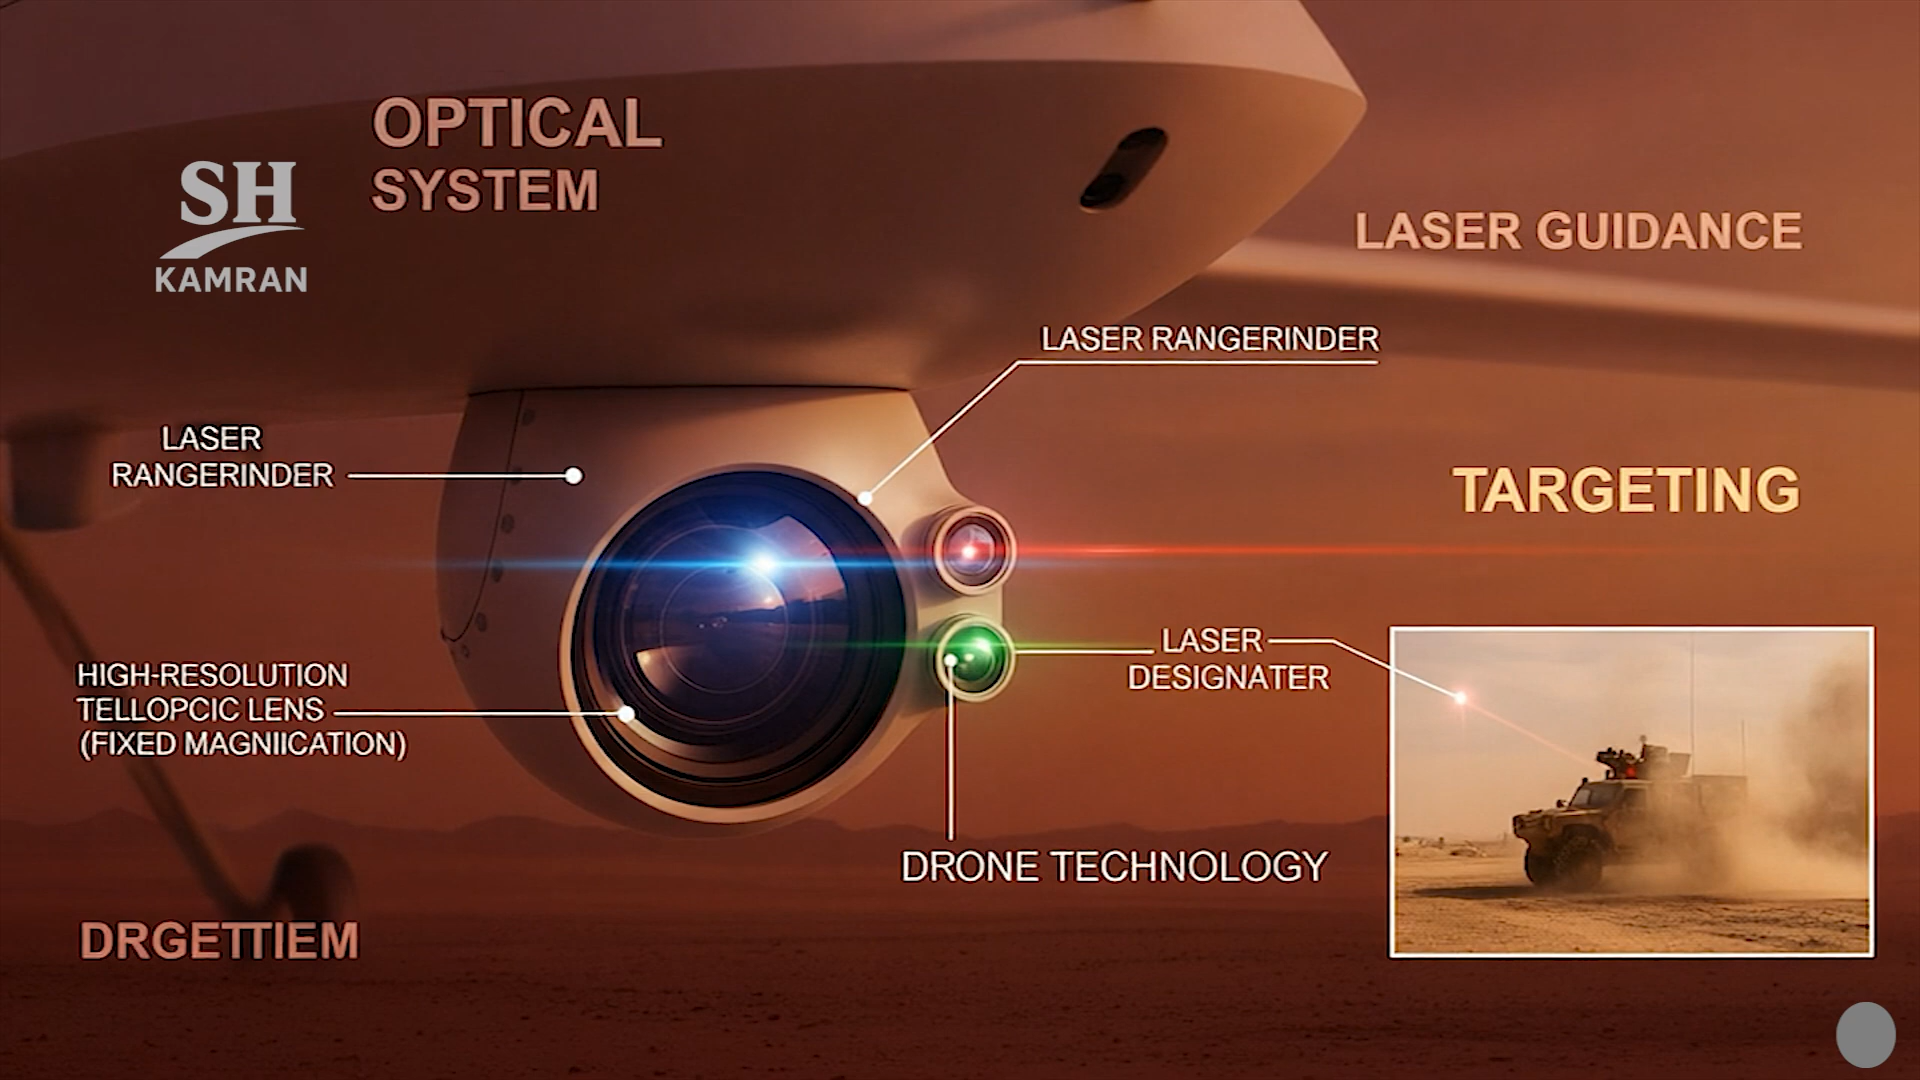 OPTICAL
SYSTEM
SH
KAMRAN
LASER GUIDANCE
LASER RANGERINDER
LASER
RANGERINDER
TARGETING
LASER
DESIGNATER
HIGH-RESOLUTION
TELLOPCIC LENS
(FIXED MAGNIICATION)
DRONE TECHNOLOGY
DRGETTIEM